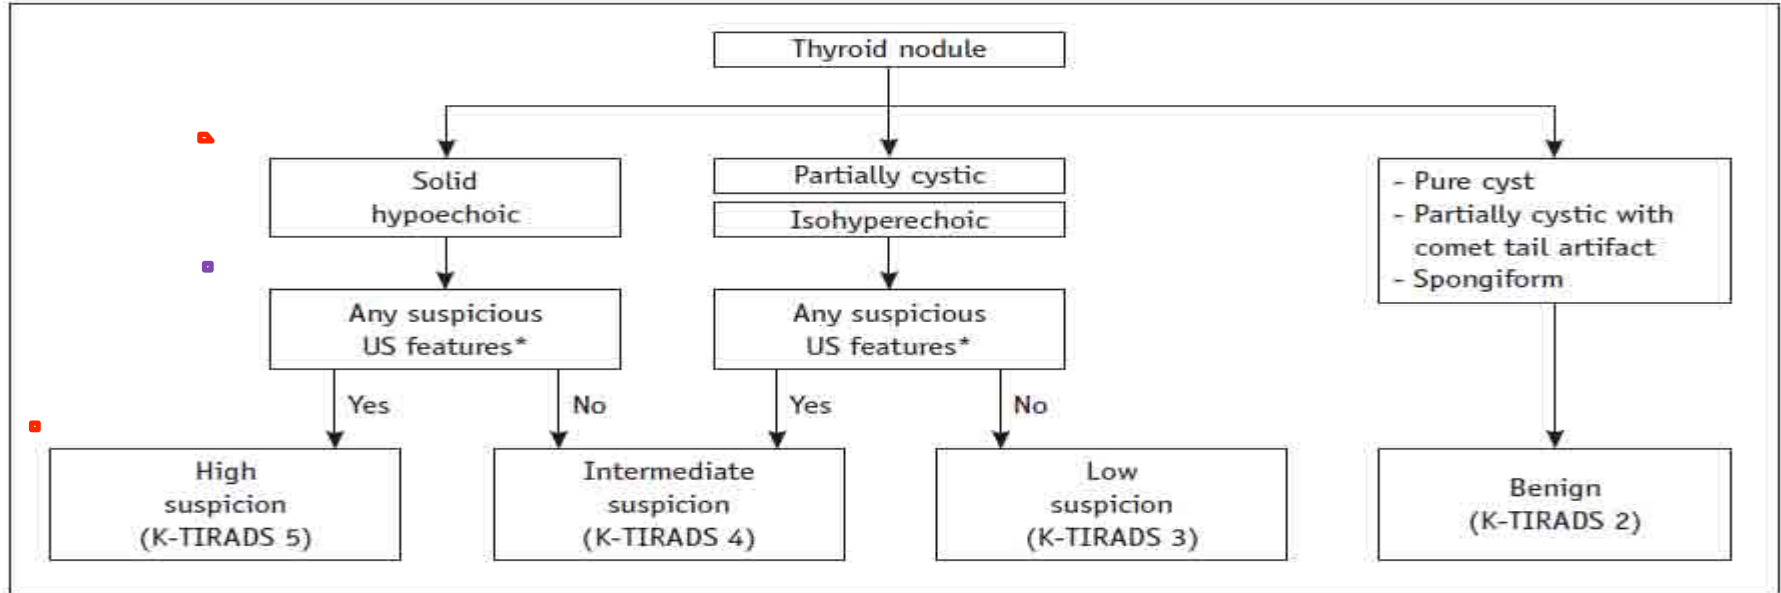 Thyroid nodule
Solid
hypoechoic
Partially cystic
Isohyperechoic
- Pure cyst
- Partially cystic with
comet tail artifact
- Spongiform
Any suspicious
US features*
Any suspicious
US features*
Yes
No
Yes
No
High
suspicion
(K-TIRADS 5)
Intermediate
suspicion
(K-TIRADS 4)
Low
suspicion
(K-TIRADS 3)
Benign
(K-TIRADS 2)